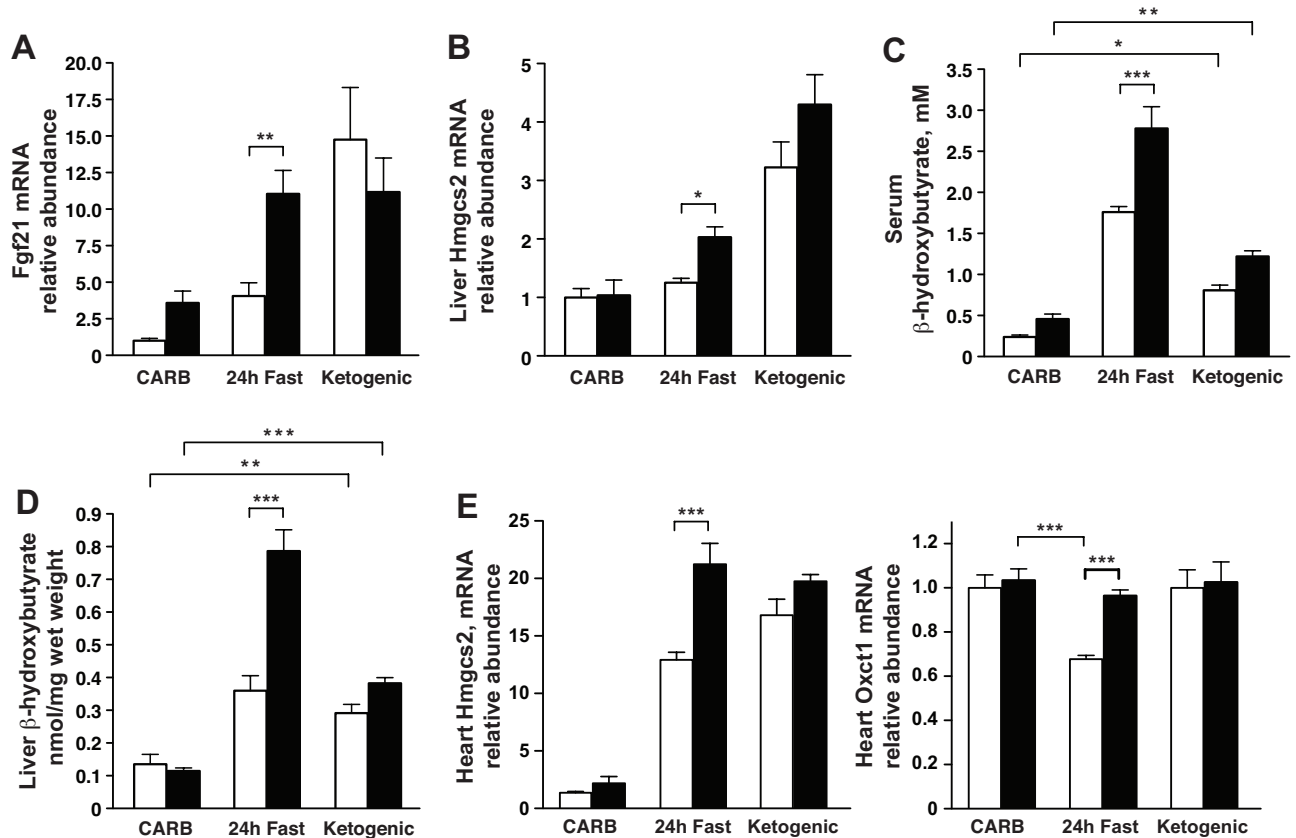 A
Fgf21 mRNA
relative abundance
20.0
17.5
15.0
12.5
10.0
7.5
5.0
2.5
0
**
CARB 24h Fast Ketogenic
B
Liver Hmgcs2 mRNA
relative abundance
5
4
3
2
1
0
*
CARB 24h Fast Ketogenic
C
Serum
β-hydroxybutyrate, mM
3.5
3.0
2.5
2.0
1.5
1.0
0.5
0
**
*
***
CARB 24h Fast Ketogenic
D
Liver β-hydroxybutyrate
nmol/mg wet weight
0.9
0.8
0.7
0.6
0.5
0.4
0.3
0.2
0.1
0
***
**
***
CARB 24h Fast Ketogenic
E
Heart Hmgcs2, mRNA
relative abundance
25
20
15
10
5
0
***
CARB 24h Fast Ketogenic
Heart Oxct1 mRNA
relative abundance
1.2
1.0
0.8
0.6
0.4
0.2
0
***
***
CARB 24h Fast Ketogenic